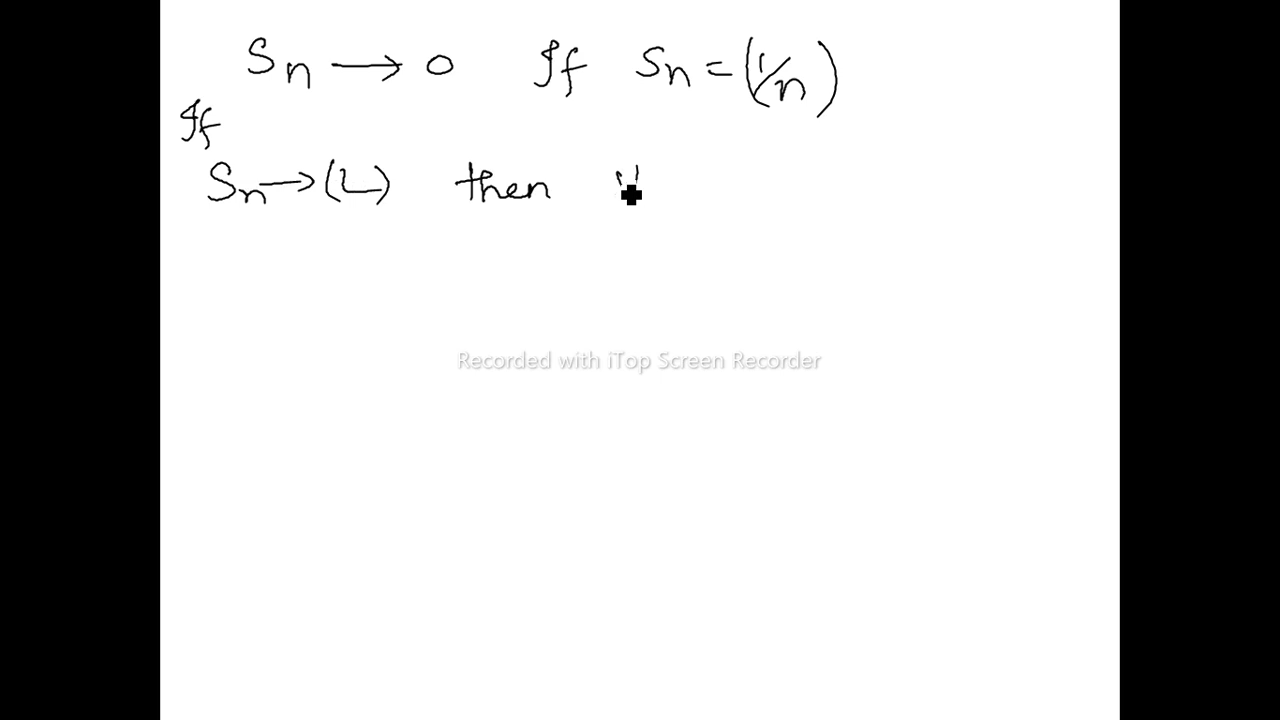 Sn → 0 If Sn = (1/n)
If
Sn → (L) then
Recorded with iTop Screen Recorder